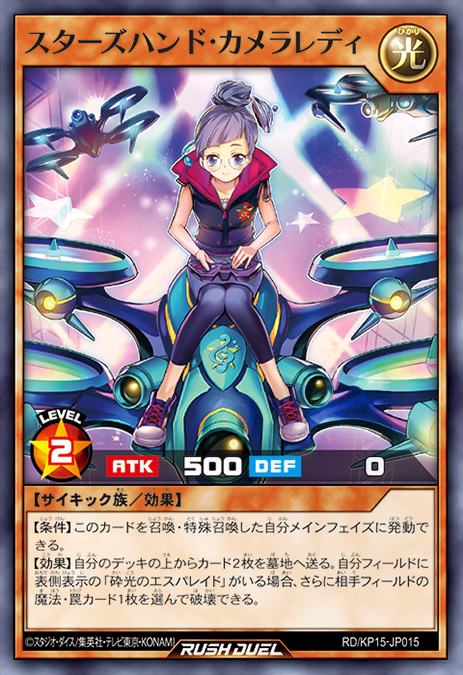 スターズハンド・カメラレディ
ひかり
光
LEVEL
2
ATK 500 DEF 0
【サイキック族／効果】
【条件】このカードを召喚・特殊召喚した自分メインフェイズに発動で
きる。
【効果】自分のデッキの上からカード2枚を墓地へ送る。自分フィールドに
表側表示の「砕光のエスパレイド」がいる場合、さらに相手フィールドの
魔法・罠カード1枚を選んで破壊できる。
©スタジオ・ダイス/集英社・テレビ東京・KONAMI
RUSH DUEL
RD/KP15-JP015